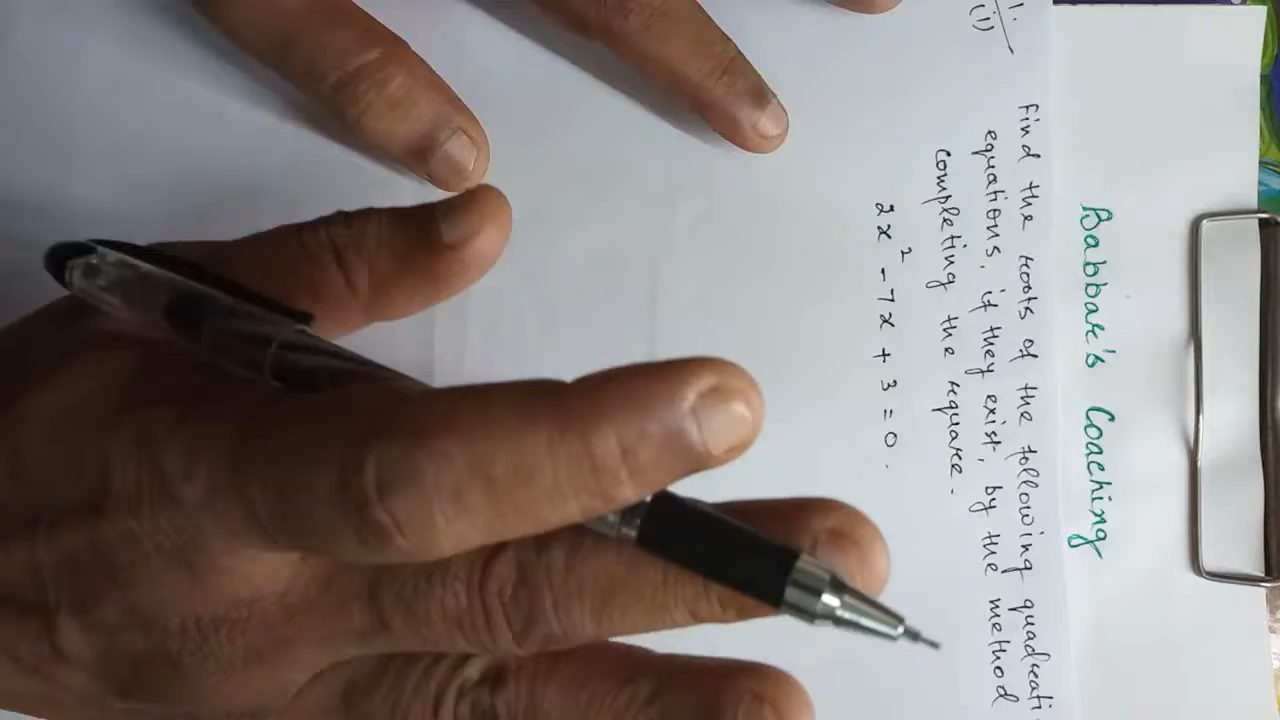 Babbar's Coaching
1.
(i) Find the roots of the following quadrati
equations, if they exist, by the method
completing the square.
2x² - 7x + 3 = 0.